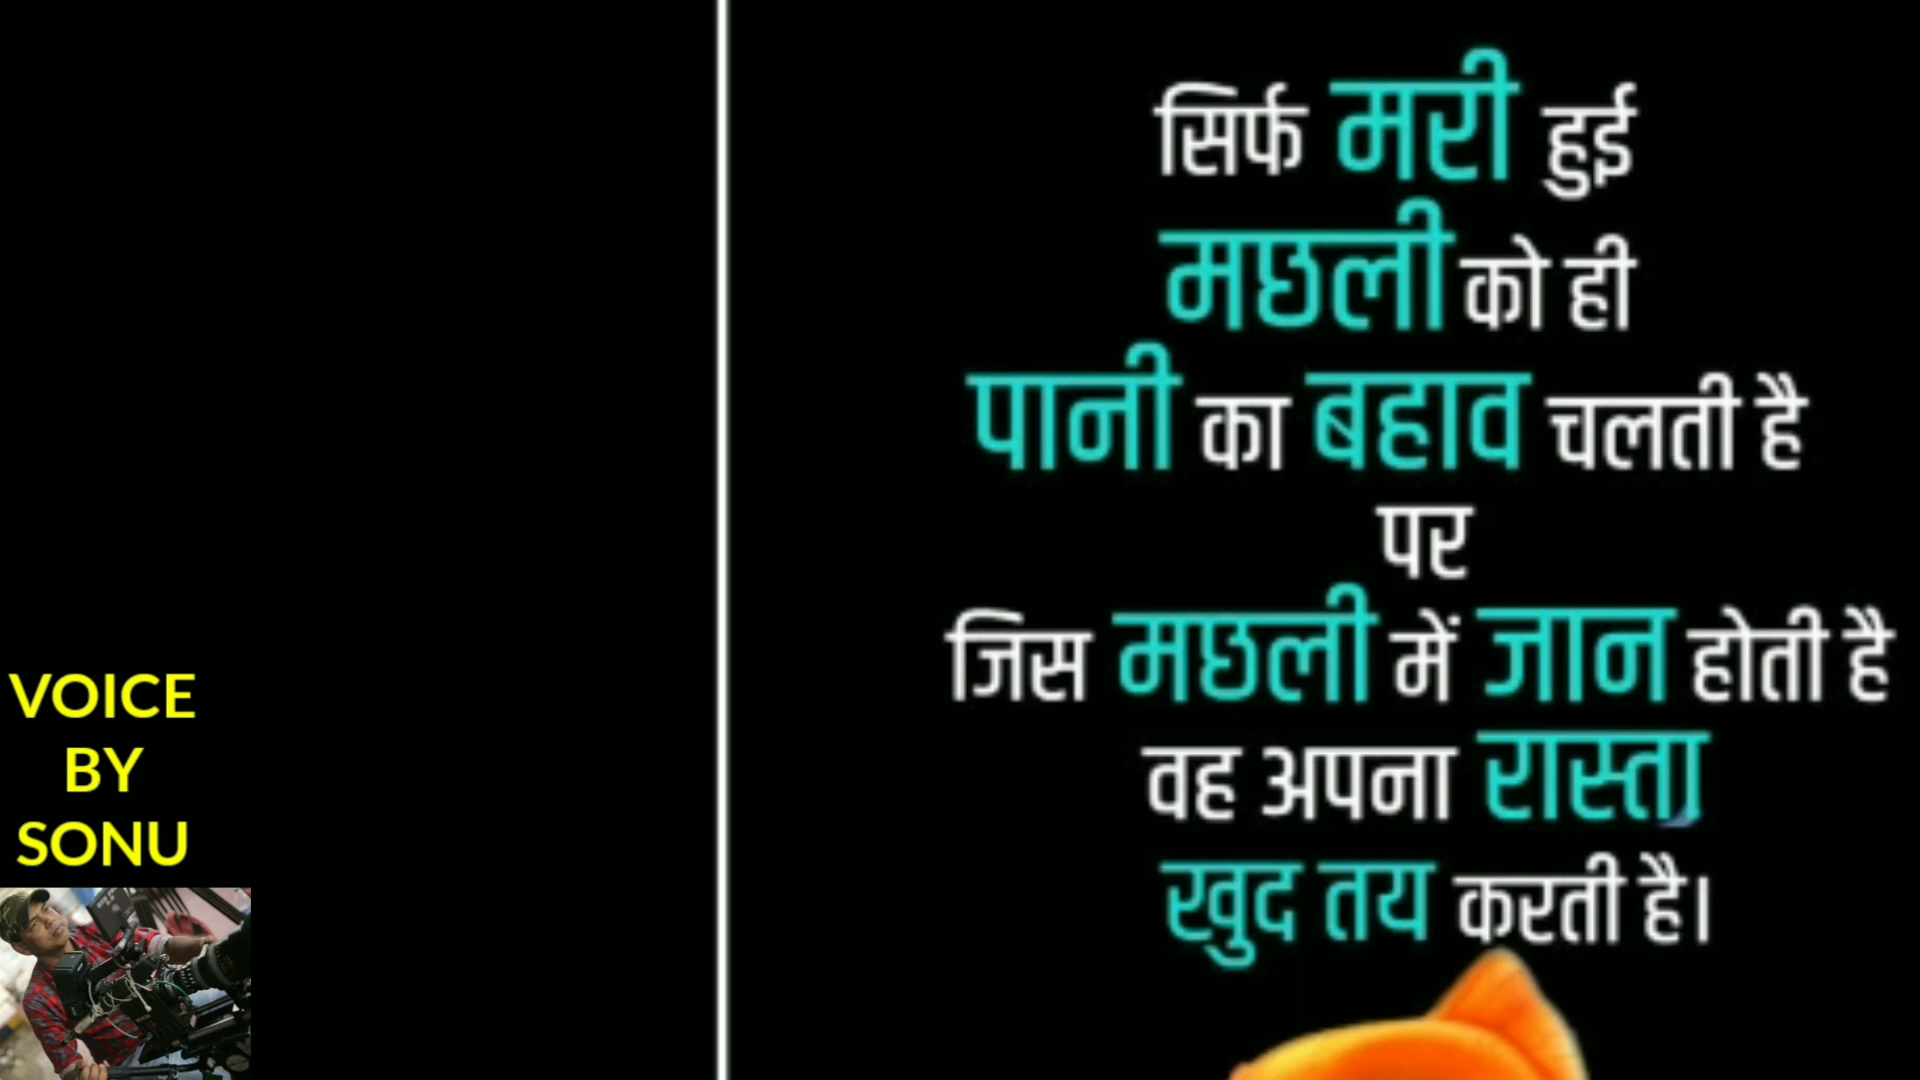 सिर्फ मरी हुई
मछली को ही
पानी का बहाव चलती है
पर
जिस मछली में जान होती है
वह अपना रास्ता
खुद तय करती है।
VOICE
BY
SONU